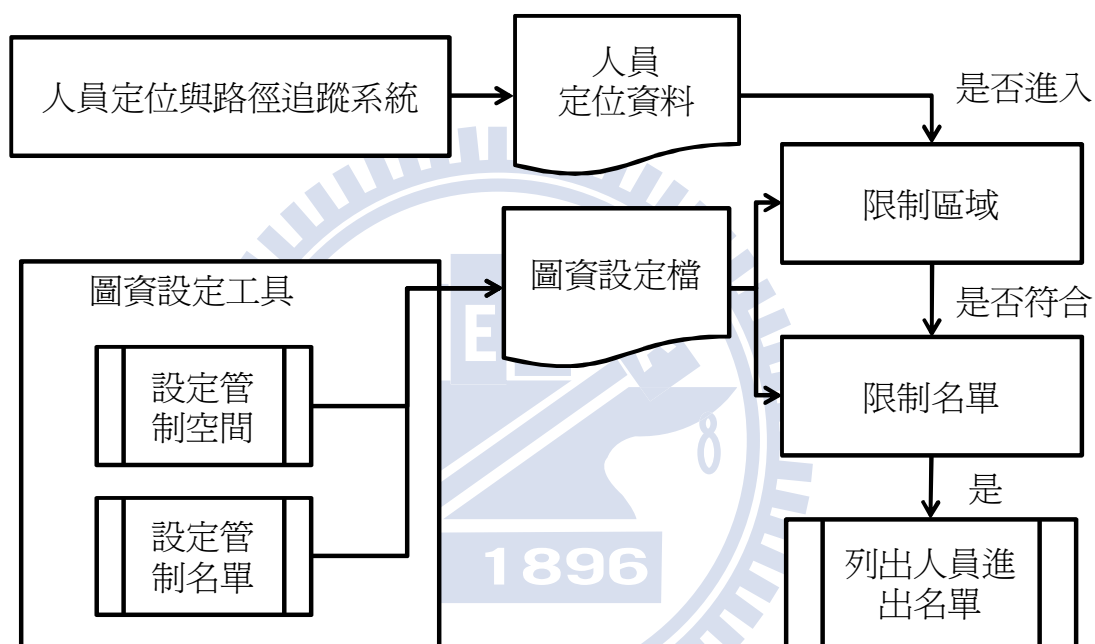 人員定位與路徑追蹤系統
人員
定位資料
是否進入
限制區域
圖資設定工具
圖資設定檔
是否符合
設定管
制空間
限制名單
設定管
制名單
是
列出人員進
出名單
E
1896